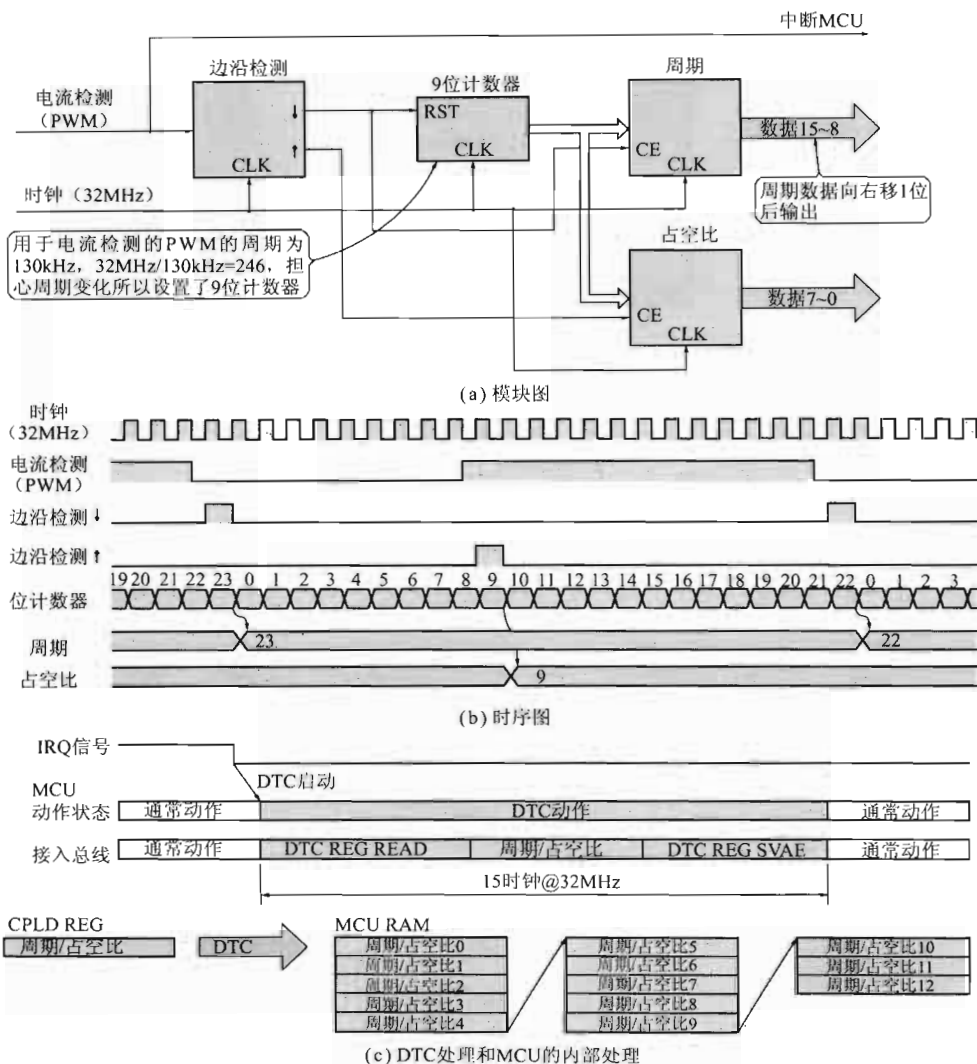 中断MCU
边沿检测
9位计数器
周期
电流检测
(PWM)
↓
RST
数据15~8
↑
CE
CLK
CLK
CLK
时钟（32MHz）
周期数据向右移1位
后输出
占空比
用于电流检测的PWM的周期为
130kHz，32MHz/130kHz=246，担
心周期变化所以设置了9位计数器
数据7~0
CE
CLK
(a) 模块图
时钟
(32MHz)
电流检测
(PWM)
边沿检测↓
边沿检测↑
19 20 21 22 23 0 1 2 3 4 5 6 7 8 9 10 11 12 13 14 15 16 17 18 19 20 21 22 0 1 2 3
位计数器
周期 23 22
占空比 9
(b) 时序图
IRQ信号
DTC启动
MCU
动作状态 通常动作 DTC动作 通常动作
接入总线 通常动作 DTC REG READ 周期/占空比 DTC REG SVAE 通常动作
15时钟@32MHz
CPLD REG
周期/占空比
DTC
MCU RAM
周期/占空比0
周期/占空比1
周期/占空比2
周期/占空比3
周期/占空比4
周期/占空比5
周期/占空比6
周期/占空比7
周期/占空比8
周期/占空比9
周期/占空比10
周期/占空比11
周期/占空比12
(c) DTC处理和MCU的内部处理